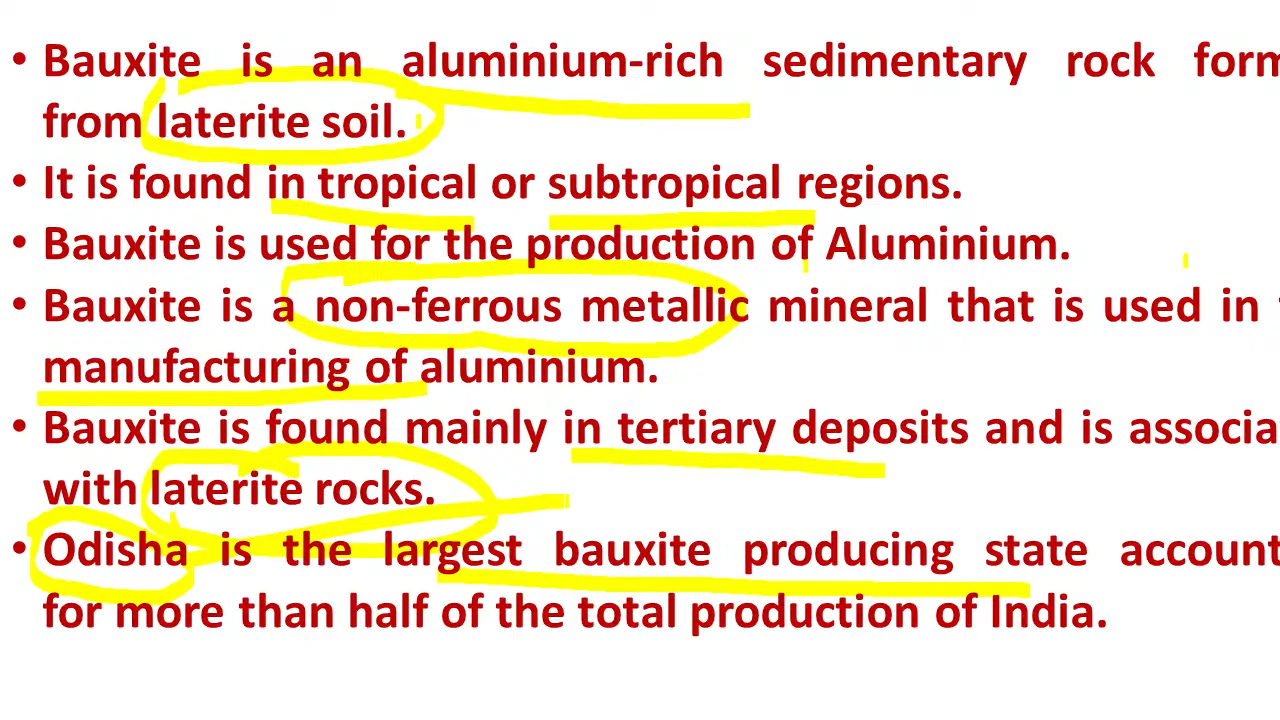 • Bauxite is an aluminium-rich sedimentary rock form
from laterite soil.
• It is found in tropical or subtropical regions.
• Bauxite is used for the production of Aluminium.
• Bauxite is a non-ferrous metallic mineral that is used in
manufacturing of aluminium.
• Bauxite is found mainly in tertiary deposits and is associa
with laterite rocks.
• Odisha is the largest bauxite producing state account
for more than half of the total production of India.